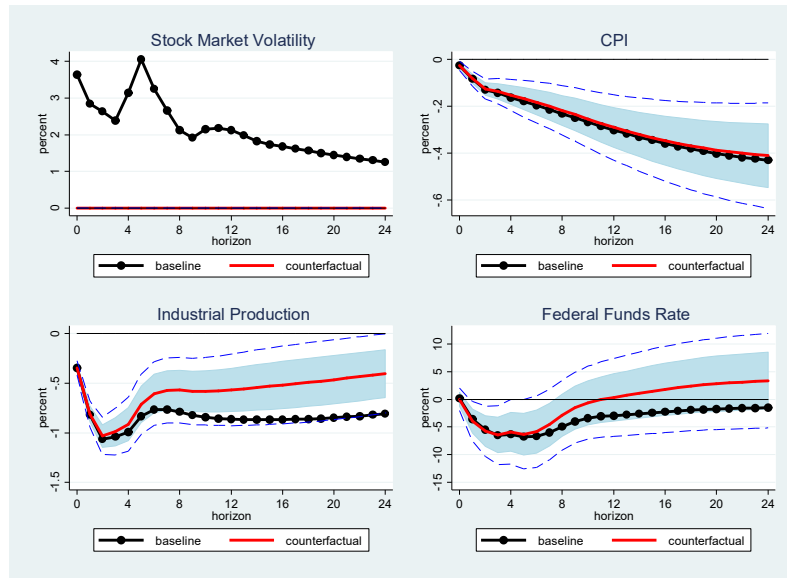 Stock Market Volatility
percent
4
3
2
1
0
0 4 8 12 16 20 24
horizon
baseline counterfactual
CPI
percent
0
-.2
-.4
-.6
0 4 8 12 16 20 24
horizon
baseline counterfactual
Industrial Production
percent
0
-.5
-1
-1.5
0 4 8 12 16 20 24
horizon
baseline counterfactual
Federal Funds Rate
percent
10
5
0
-5
-10
-15
0 4 8 12 16 20 24
horizon
baseline counterfactual